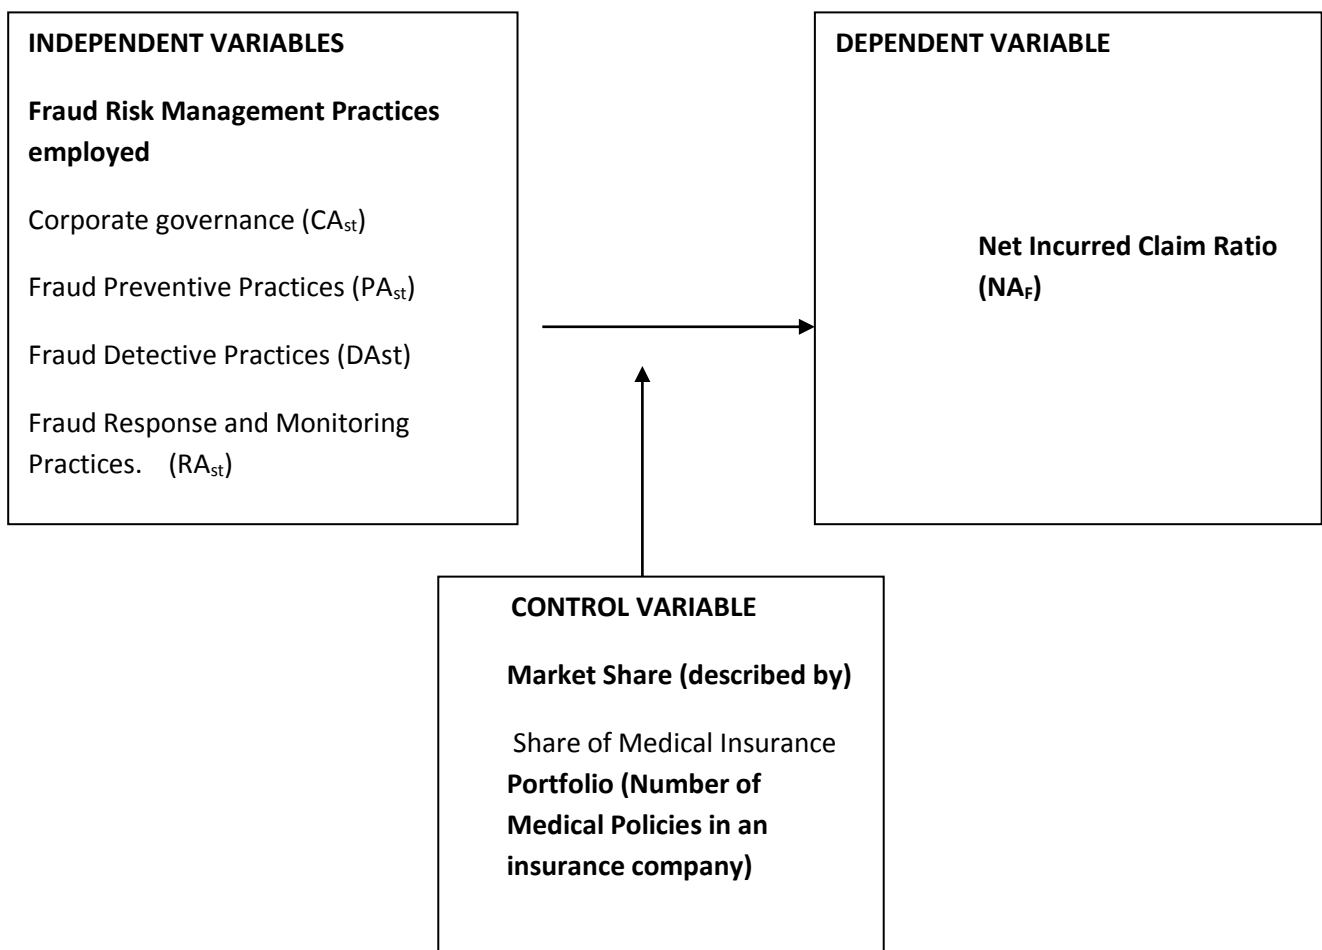 INDEPENDENT VARIABLES
Fraud Risk Management Practices
employed
Corporate governance (CAst)
Fraud Preventive Practices (PAst)
Fraud Detective Practices (DAst)
Fraud Response and Monitoring
Practices. (RAst)
DEPENDENT VARIABLE
Net Incurred Claim Ratio
(NAF)
CONTROL VARIABLE
Market Share (described by)
Share of Medical Insurance
Portfolio (Number of
Medical Policies in an
insurance company)